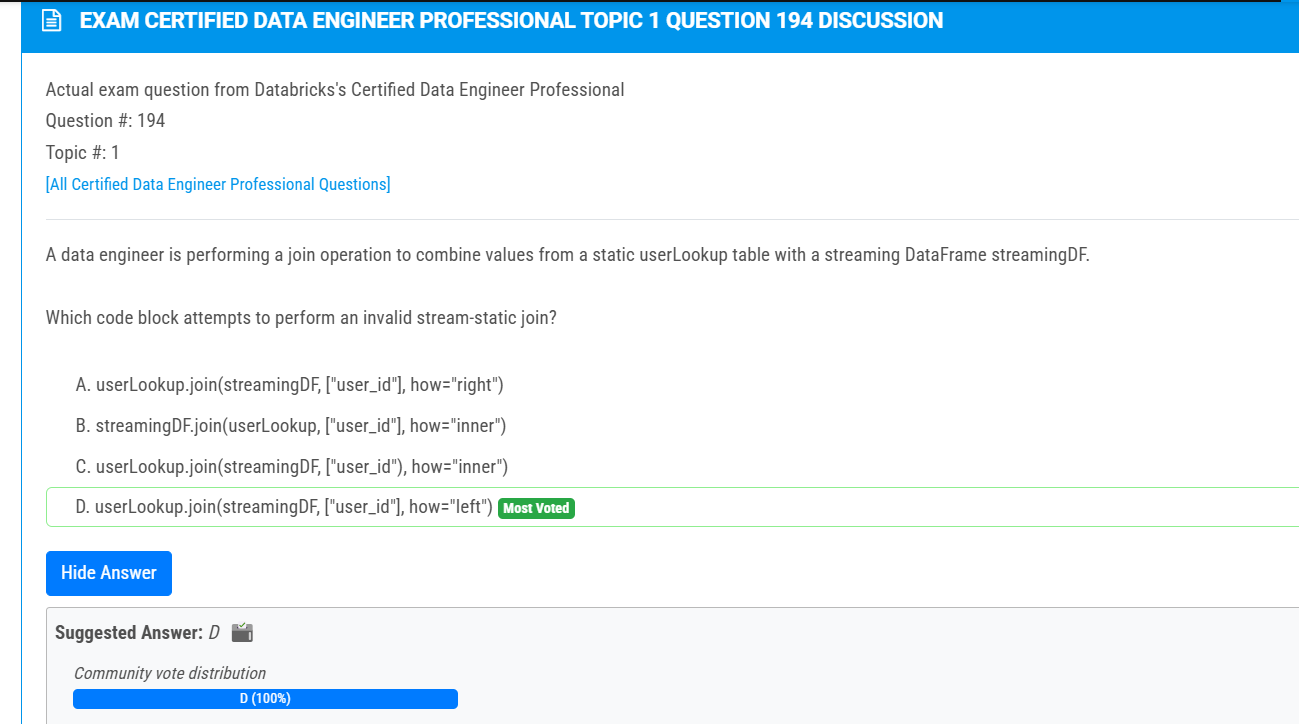 EXAM CERTIFIED DATA ENGINEER PROFESSIONAL TOPIC 1 QUESTION 194 DISCUSSION
Actual exam question from Databricks's Certified Data Engineer Professional
Question #: 194
Topic #: 1
[All Certified Data Engineer Professional Questions]
A data engineer is performing a join operation to combine values from a static userLookup table with a streaming DataFrame streamingDF.
Which code block attempts to perform an invalid stream-static join?
A. userLookup.join(streamingDF, ["user_id"], how="right")
B. streamingDF.join(userLookup, ["user_id"], how="inner")
C. userLookup.join(streamingDF, ["user_id"), how="inner")
D. userLookup.join(streamingDF, ["user_id"], how="left") Most Voted
Hide Answer
Suggested Answer: D
Community vote distribution
D (100%)